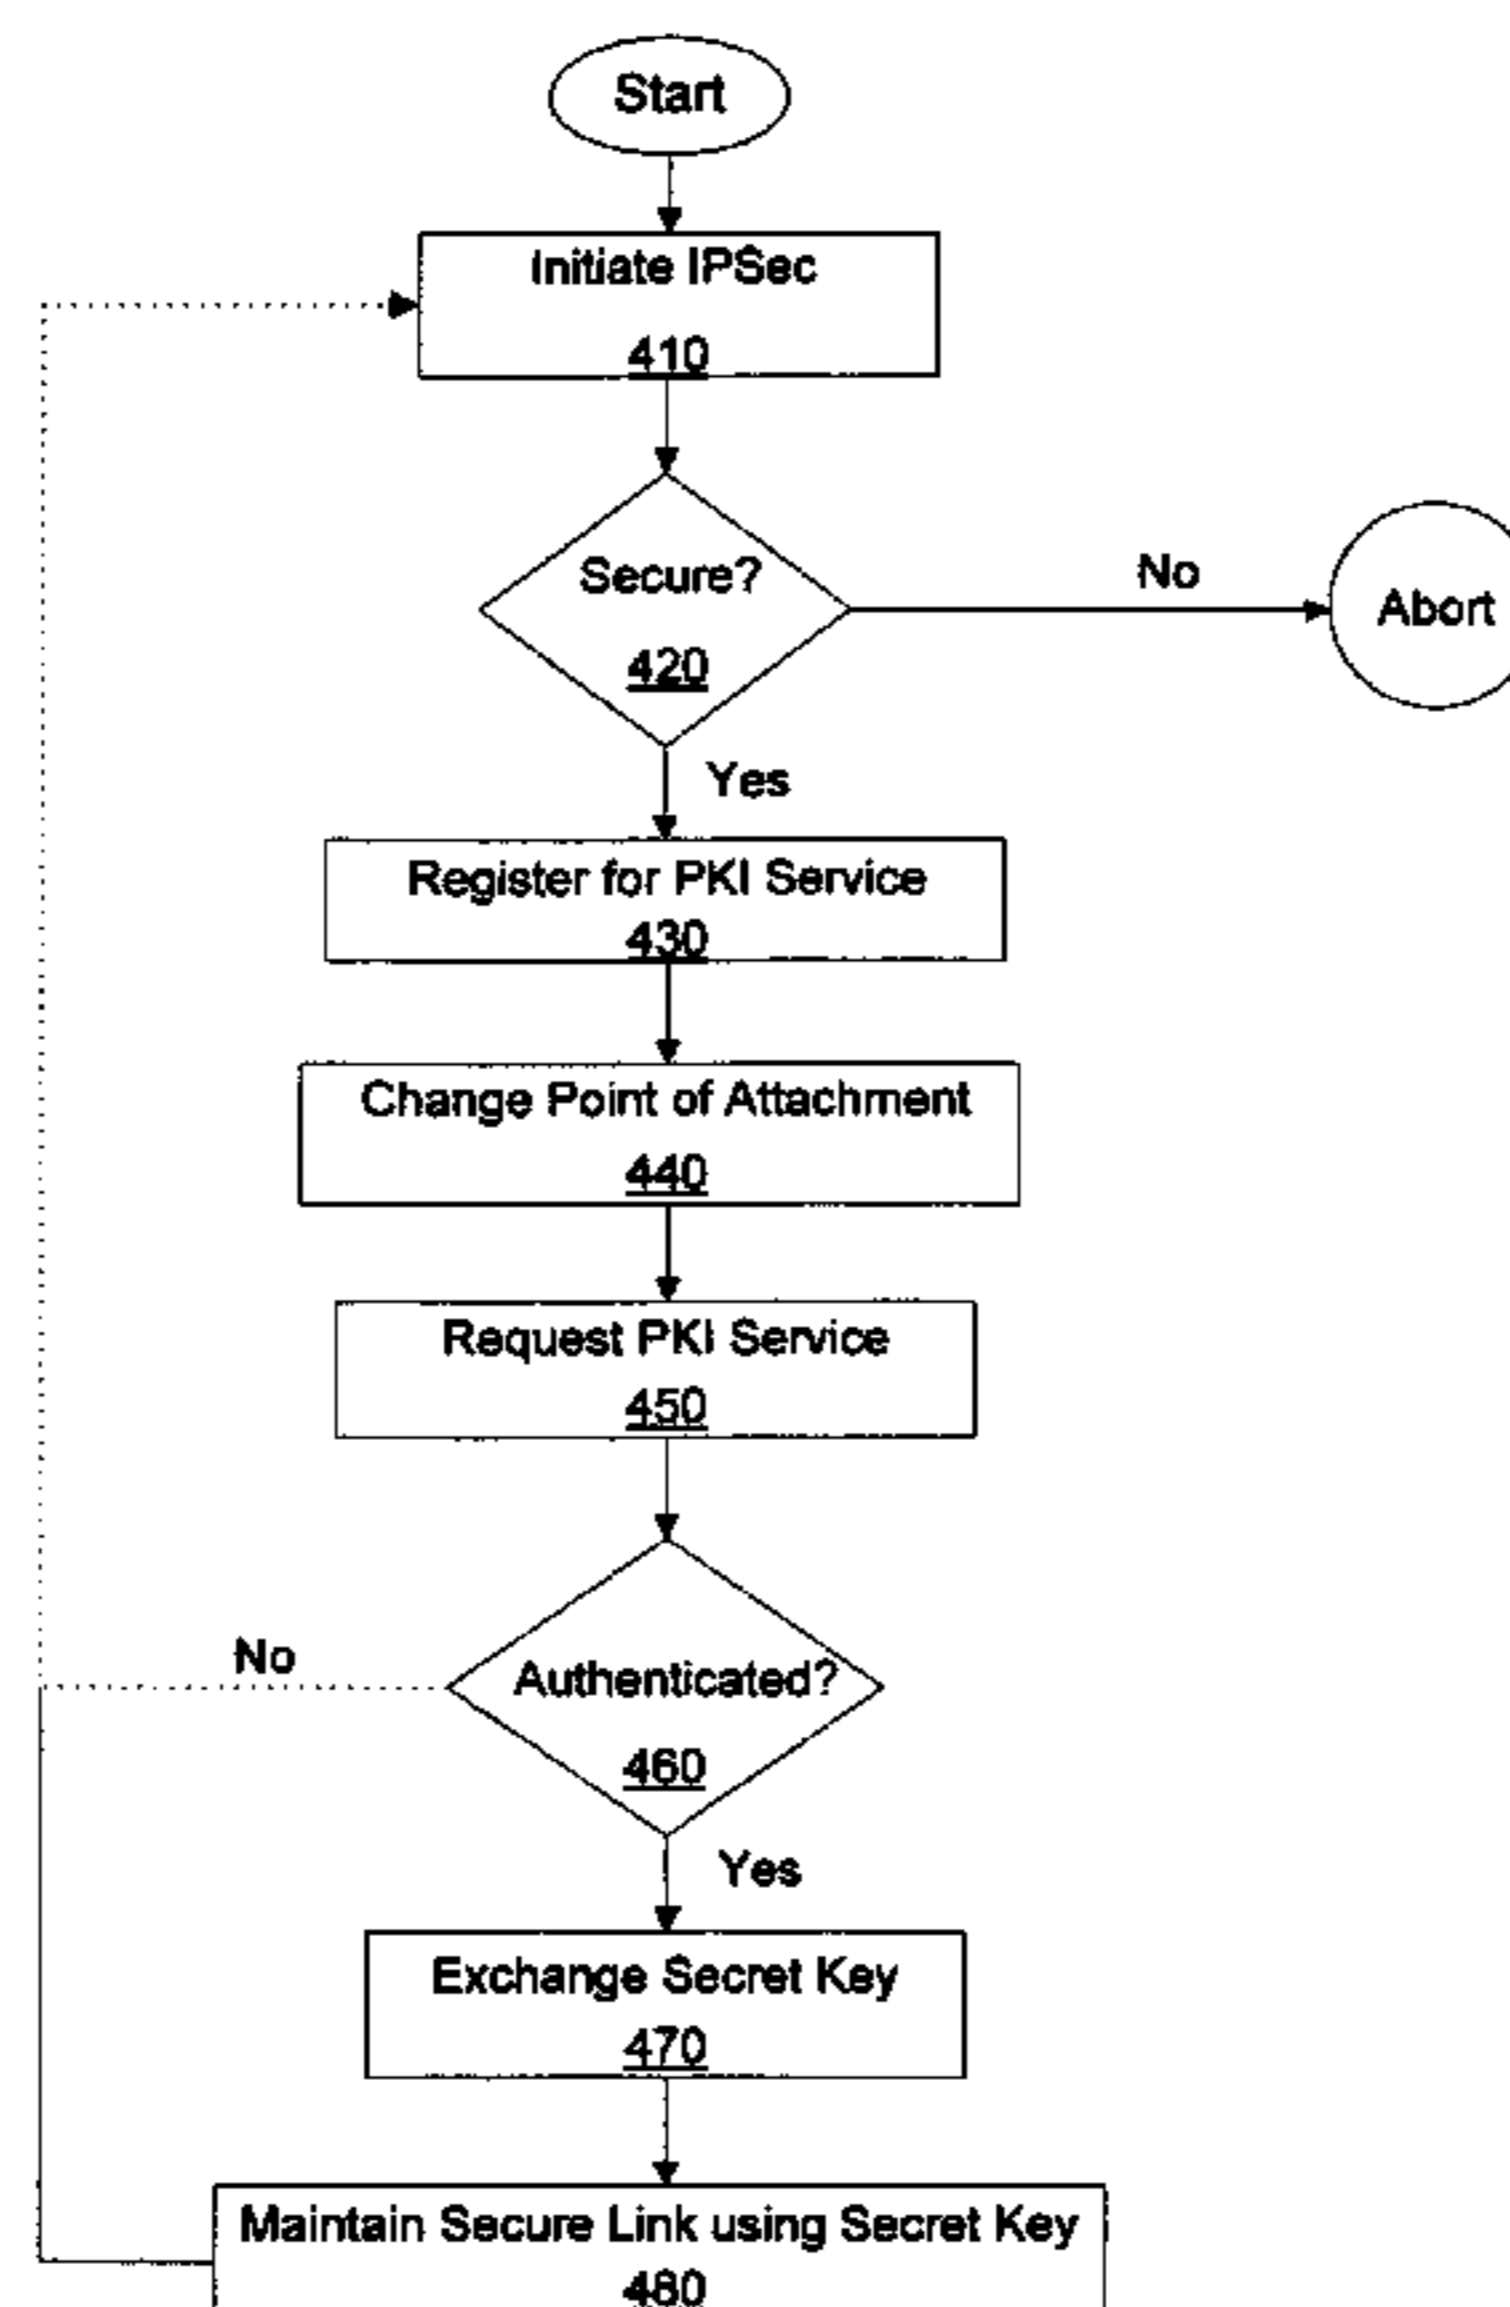 Start
Initiate IPSec
410
Secure?
420
No
Abort
Yes
Register for PKI Service
430
Change Point of Attachment
440
Request PKI Service
450
No
Authenticated?
460
Yes
Exchange Secret Key
470
Maintain Secure Link using Secret Key
480